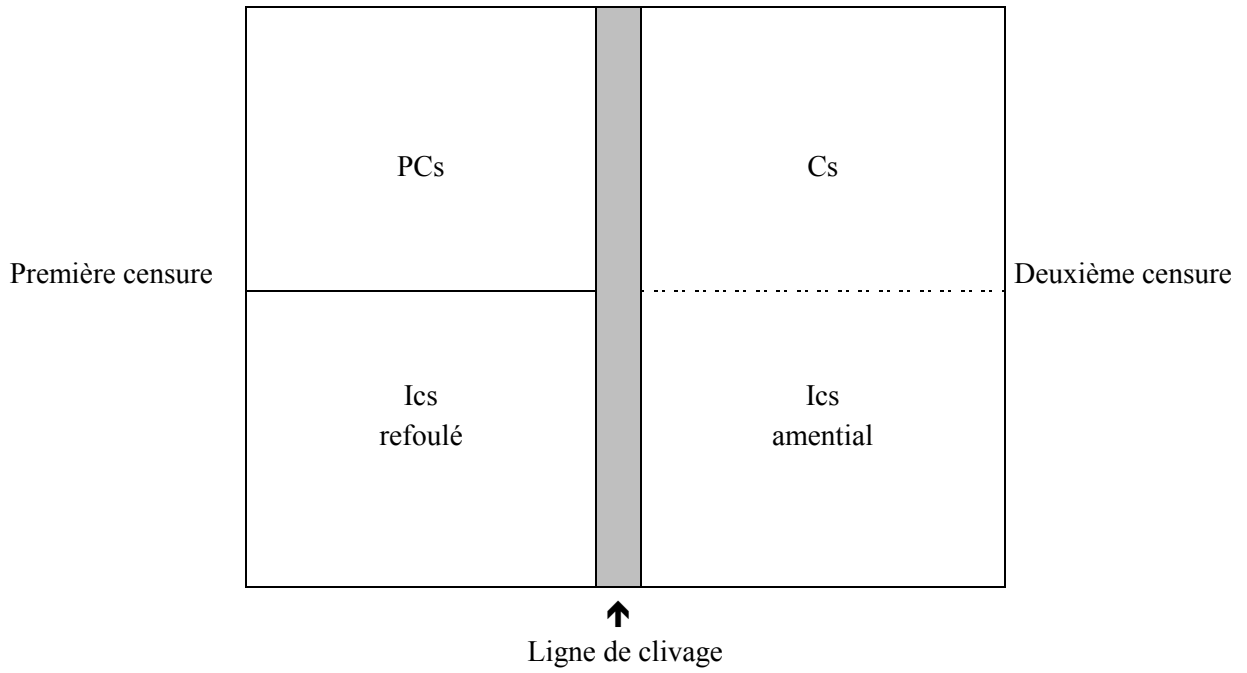 PCs
Cs
Première censure
Deuxième censure
Ics
refoulé
Ics
amential
Ligne de clivage